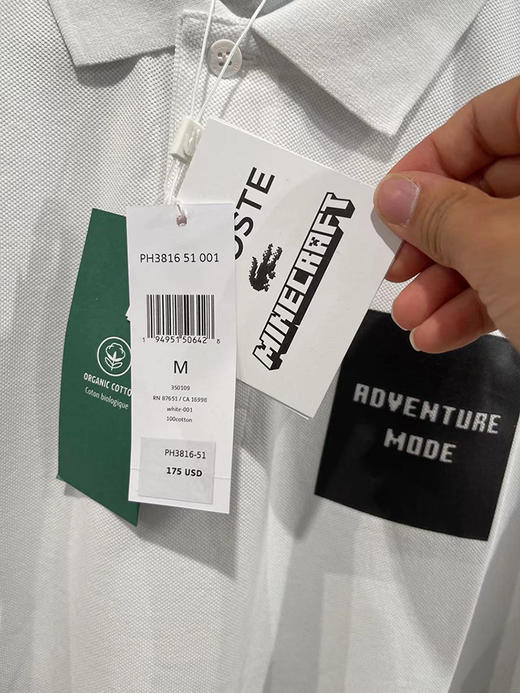 PH3816 51 001
1 94951 50642 8
M
350109
RN 87651 / CA 16998
white-001
100cotton
PH3816-51
175 USD
ORGANIC COTTO
Coton biologique
OSTE
MINECRAFT
ADVENTURE
MODE